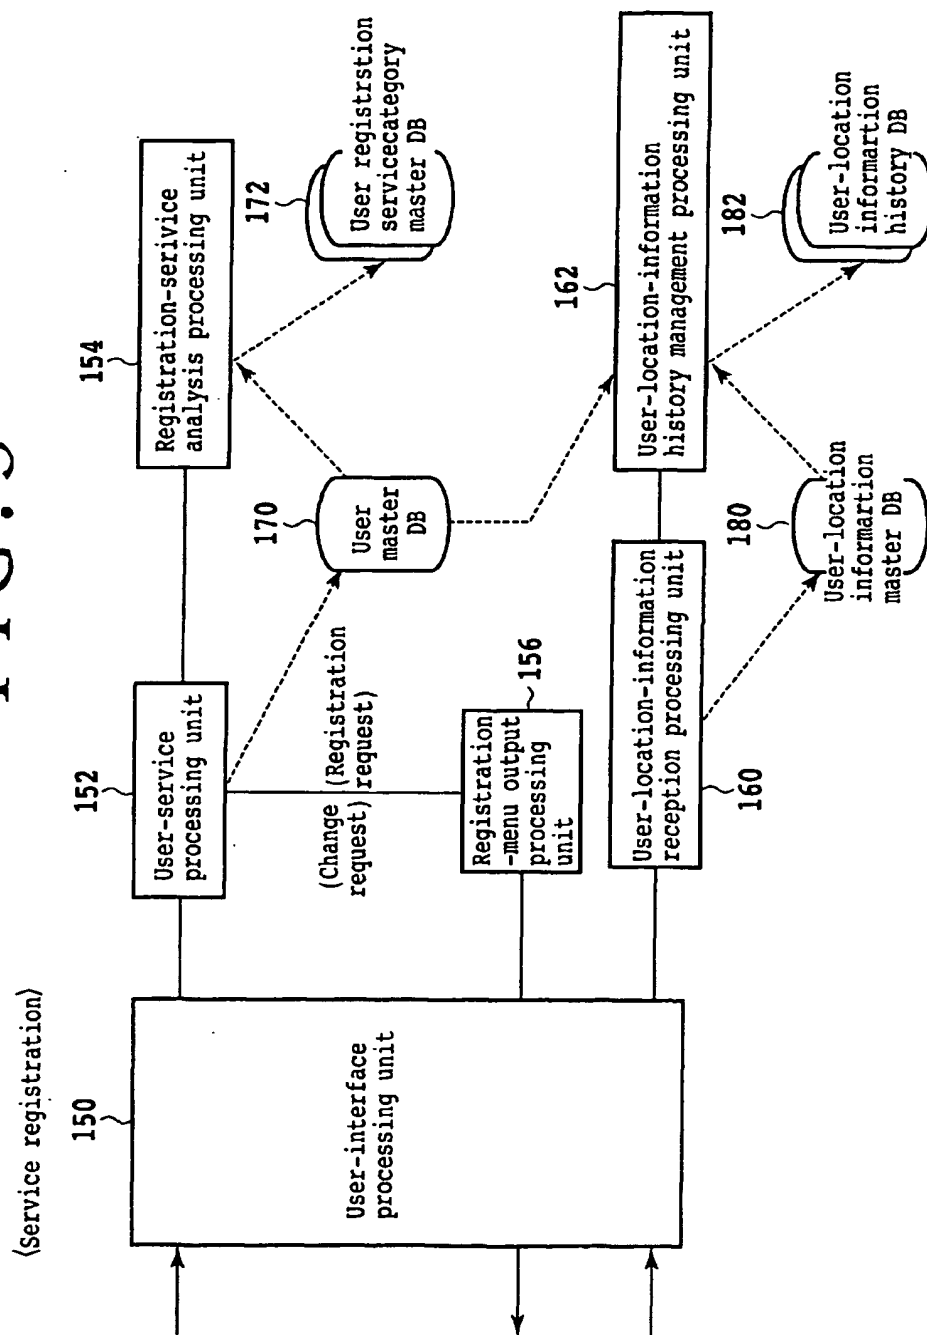 FIG.
⟨Service registration⟩
150
User-interface
processing unit
152
User-service
processing unit
154
Registration-serivice
analysis processing unit
172
User registrstion
servicecategory
master DB
170
User
master
DB
(Change
request)
(Registration
request)
156
Registration
-menu output
processing
unit
160
User-location-information
reception processing unit
162
User-location-information
history management processing unit
180
User-location
informartion
master DB
182
User-location
informartion
history DB